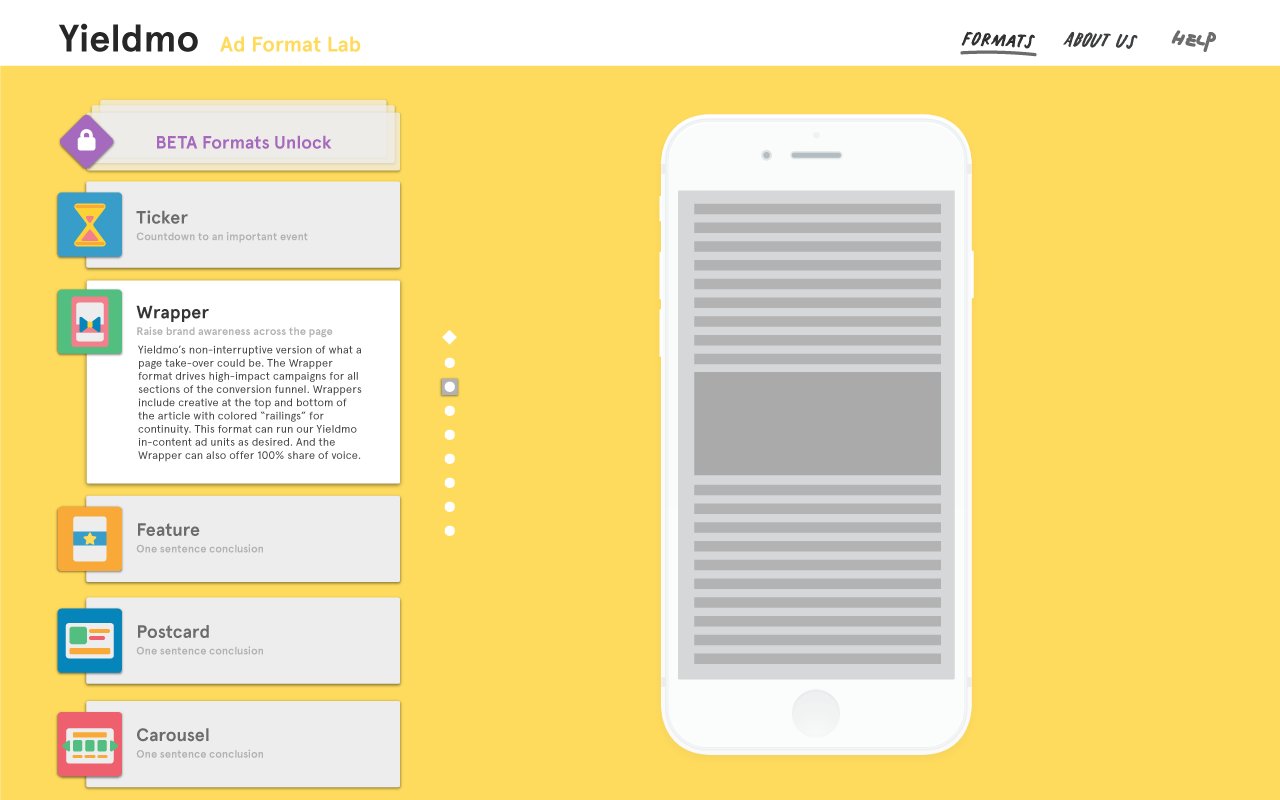 Yieldmo Ad Format Lab
FORMATS ABOUT US HELP
BETA Formats Unlock
Ticker
Countdown to an important event
Wrapper
Raise brand awareness across the page
Yieldmo’s non-interruptive version of what a
page take-over could be. The Wrapper
format drives high-impact campaigns for all
sections of the conversion funnel. Wrappers
include creative at the top and bottom of
the article with colored “railings” for
continuity. This format can run our Yieldmo
in-content ad units as desired. And the
Wrapper can also offer 100% share of voice.
Feature
One sentence conclusion
Postcard
One sentence conclusion
Carousel
One sentence conclusion